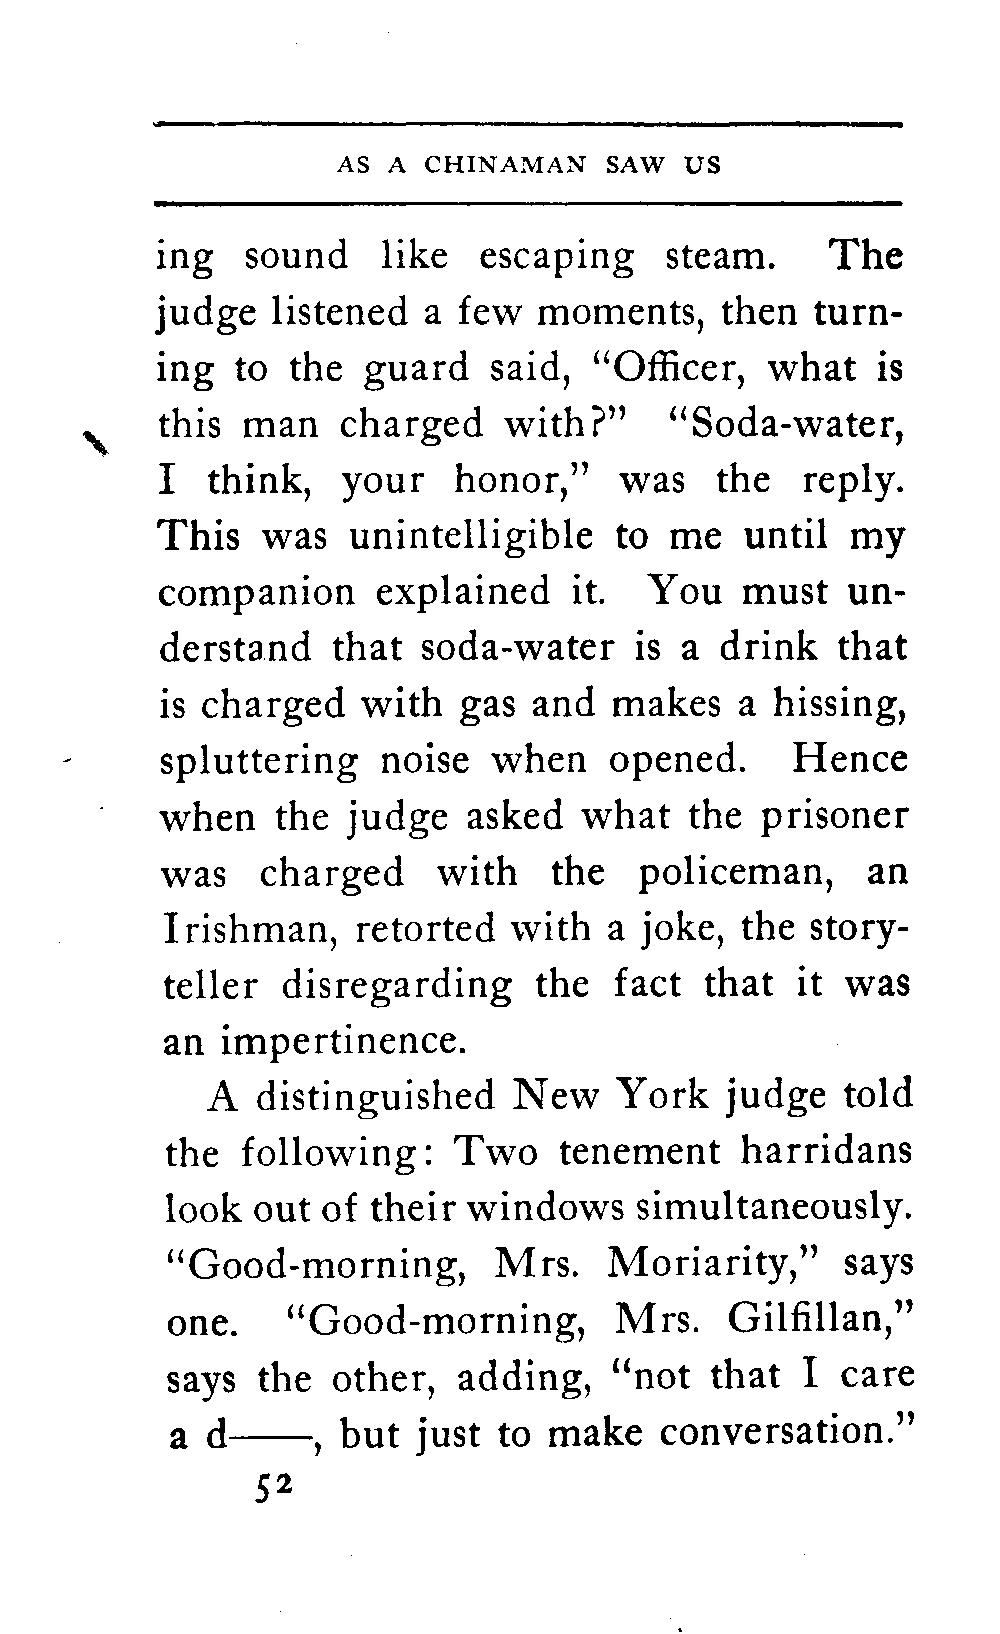 AS A CHINAMAN SAW US
ing sound like escaping steam. The
judge listened a few moments, then turn-
ing to the guard said, “Officer, what is
this man charged with?” “Soda-water,
I think, your honor,” was the reply.
This was unintelligible to me until my
companion explained it. You must un-
derstand that soda-water is a drink that
is charged with gas and makes a hissing,
spluttering noise when opened. Hence
when the judge asked what the prisoner
was charged with the policeman, an
Irishman, retorted with a joke, the story-
teller disregarding the fact that it was
an impertinence.
A distinguished New York judge told
the following: Two tenement harridans
look out of their windows simultaneously.
“Good-morning, Mrs. Moriarity,” says
one. “Good-morning, Mrs. Gilfillan,”
says the other, adding, “not that I care
a d——, but just to make conversation.”
52